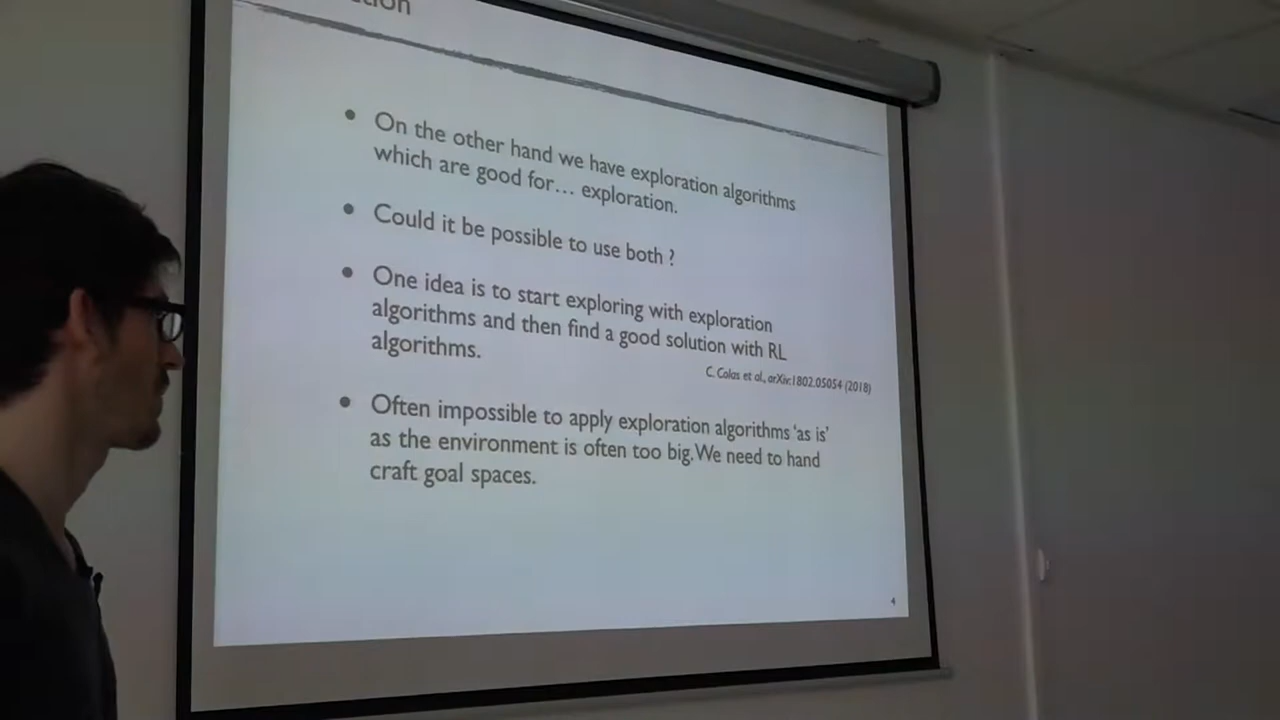 • On the other hand we have exploration algorithms
which are good for... exploration.
• Could it be possible to use both ?
• One idea is to start exploring with exploration
algorithms and then find a good solution with RL
algorithms.
C. Colas et al., arXiv:1802.05054 (2018)
• Often impossible to apply exploration algorithms ‘as is’
as the environment is often too big. We need to hand
craft goal spaces.
4